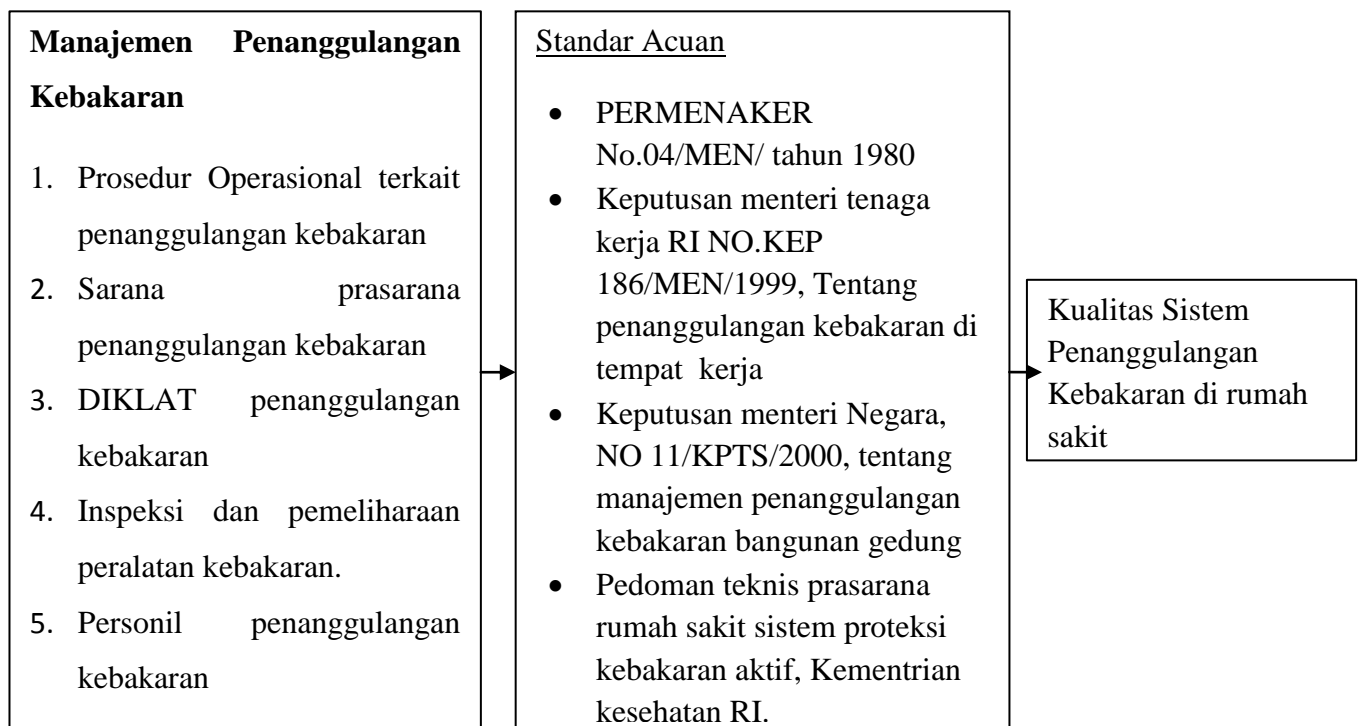 Manajemen Penanggulangan
Kebakaran
1. Prosedur Operasional terkait
penanggulangan kebakaran
2. Sarana prasarana
penanggulangan kebakaran
3. DIKLAT penanggulangan
kebakaran
4. Inspeksi dan pemeliharaan
peralatan kebakaran.
5. Personil penanggulangan
kebakaran
Standar Acuan
• PERMENAKER
No.04/MEN/ tahun 1980
• Keputusan menteri tenaga
kerja RI NO.KEP
186/MEN/1999, Tentang
penanggulangan kebakaran di
tempat kerja
• Keputusan menteri Negara,
NO 11/KPTS/2000, tentang
manajemen penanggulangan
kebakaran bangunan gedung
• Pedoman teknis prasarana
rumah sakit sistem proteksi
kebakaran aktif, Kementrian
kesehatan RI.
Kualitas Sistem
Penanggulangan
Kebakaran di rumah
sakit